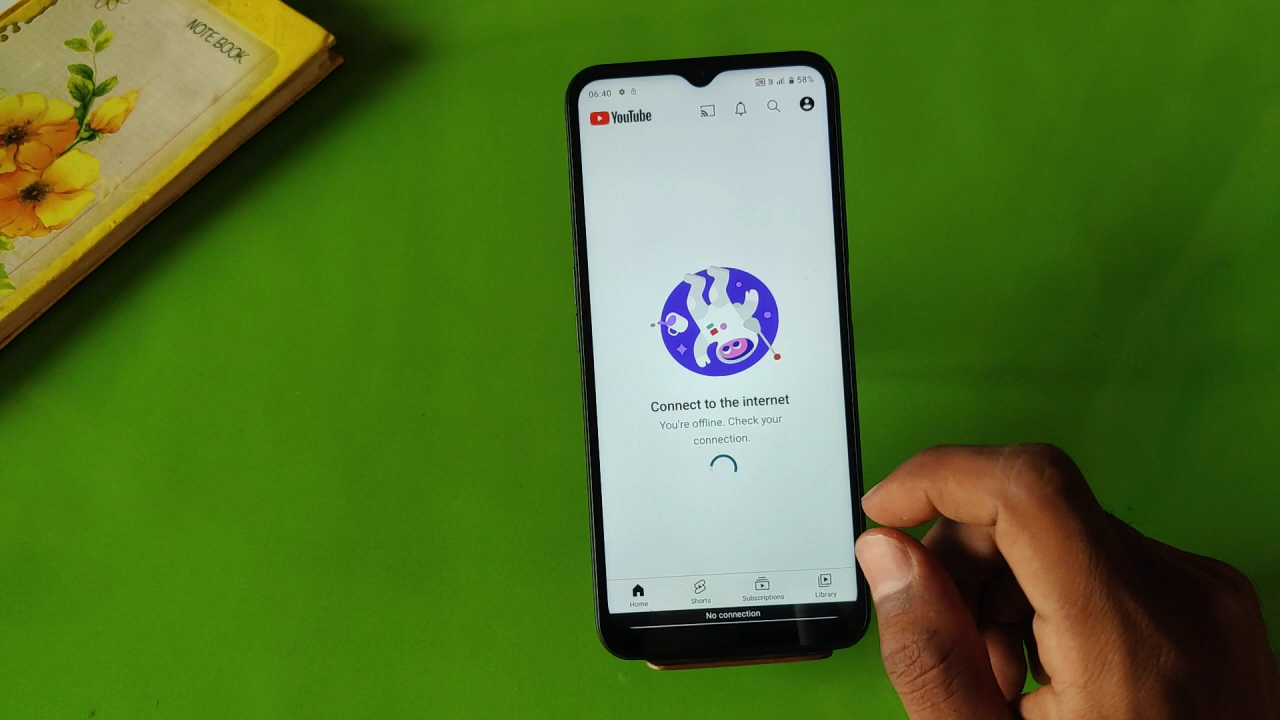 NOTE BOOK
06:40
58%
YouTube
Connect to the internet
You're offline. Check your
connection.
Home
Shorts
Subscriptions
Library
No connection